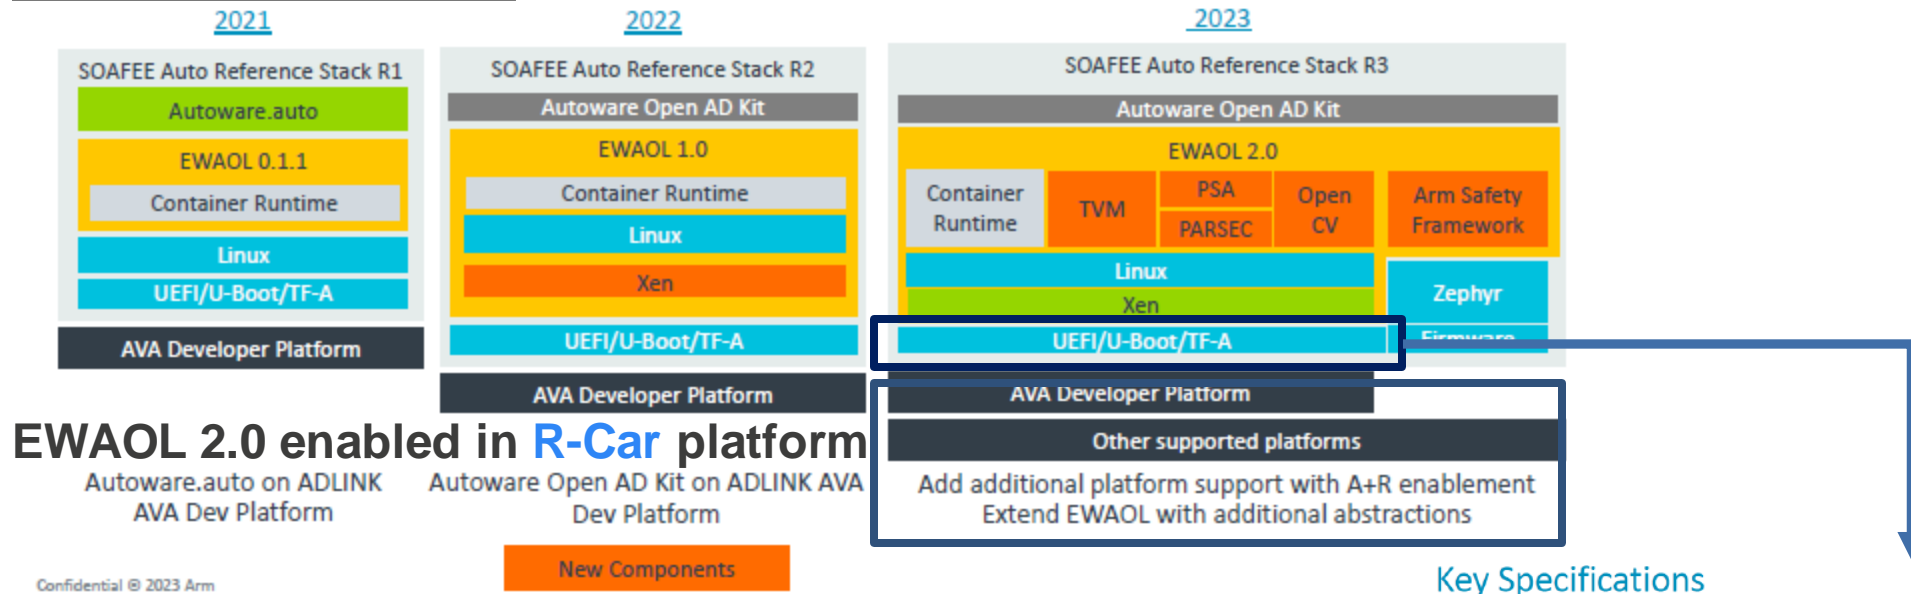 2021
SOAFEE Auto Reference Stack R1
Autoware.auto
EWAOL 0.1.1
Container Runtime
Linux
UEFI/U-Boot/TF-A
AVA Developer Platform
2022
SOAFEE Auto Reference Stack R2
Autoware Open AD Kit
EWAOL 1.0
Container Runtime
Linux
Xen
UEFI/U-Boot/TF-A
AVA Developer Platform
2023
SOAFEE Auto Reference Stack R3
Autoware Open AD Kit
EWAOL 2.0
Container
Runtime
TVM
PSA
PARSEC
Open
CV
Arm Safety
Framework
Linux
Xen
Zephyr
UEFI/U-Boot/TF-A
Firmware
AVA Developer Platform
Other supported platforms
EWAOL 2.0 enabled in R-Car platform
Autoware.auto on ADLINK
AVA Dev Platform
Autoware Open AD Kit on ADLINK AVA
Dev Platform
Add additional platform support with A+R enablement
Extend EWAOL with additional abstractions
New Components
Confidential © 2023 Arm
Key Specifications